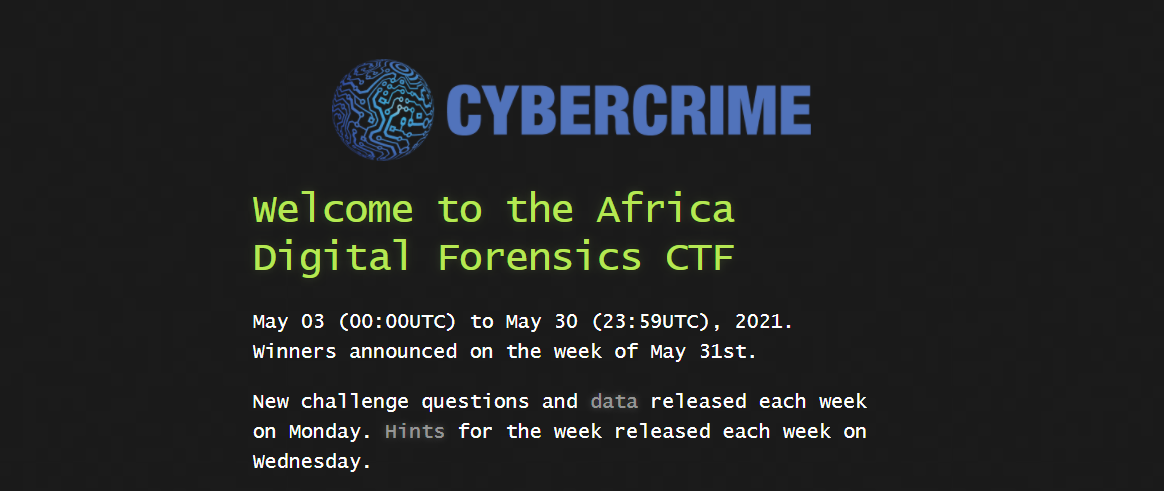 CYBERCRIME
Welcome to the Africa
Digital Forensics CTF
May 03 (00:00UTC) to May 30 (23:59UTC), 2021.
Winners announced on the week of May 31st.
New challenge questions and data released each week
on Monday. Hints for the week released each week on
Wednesday.